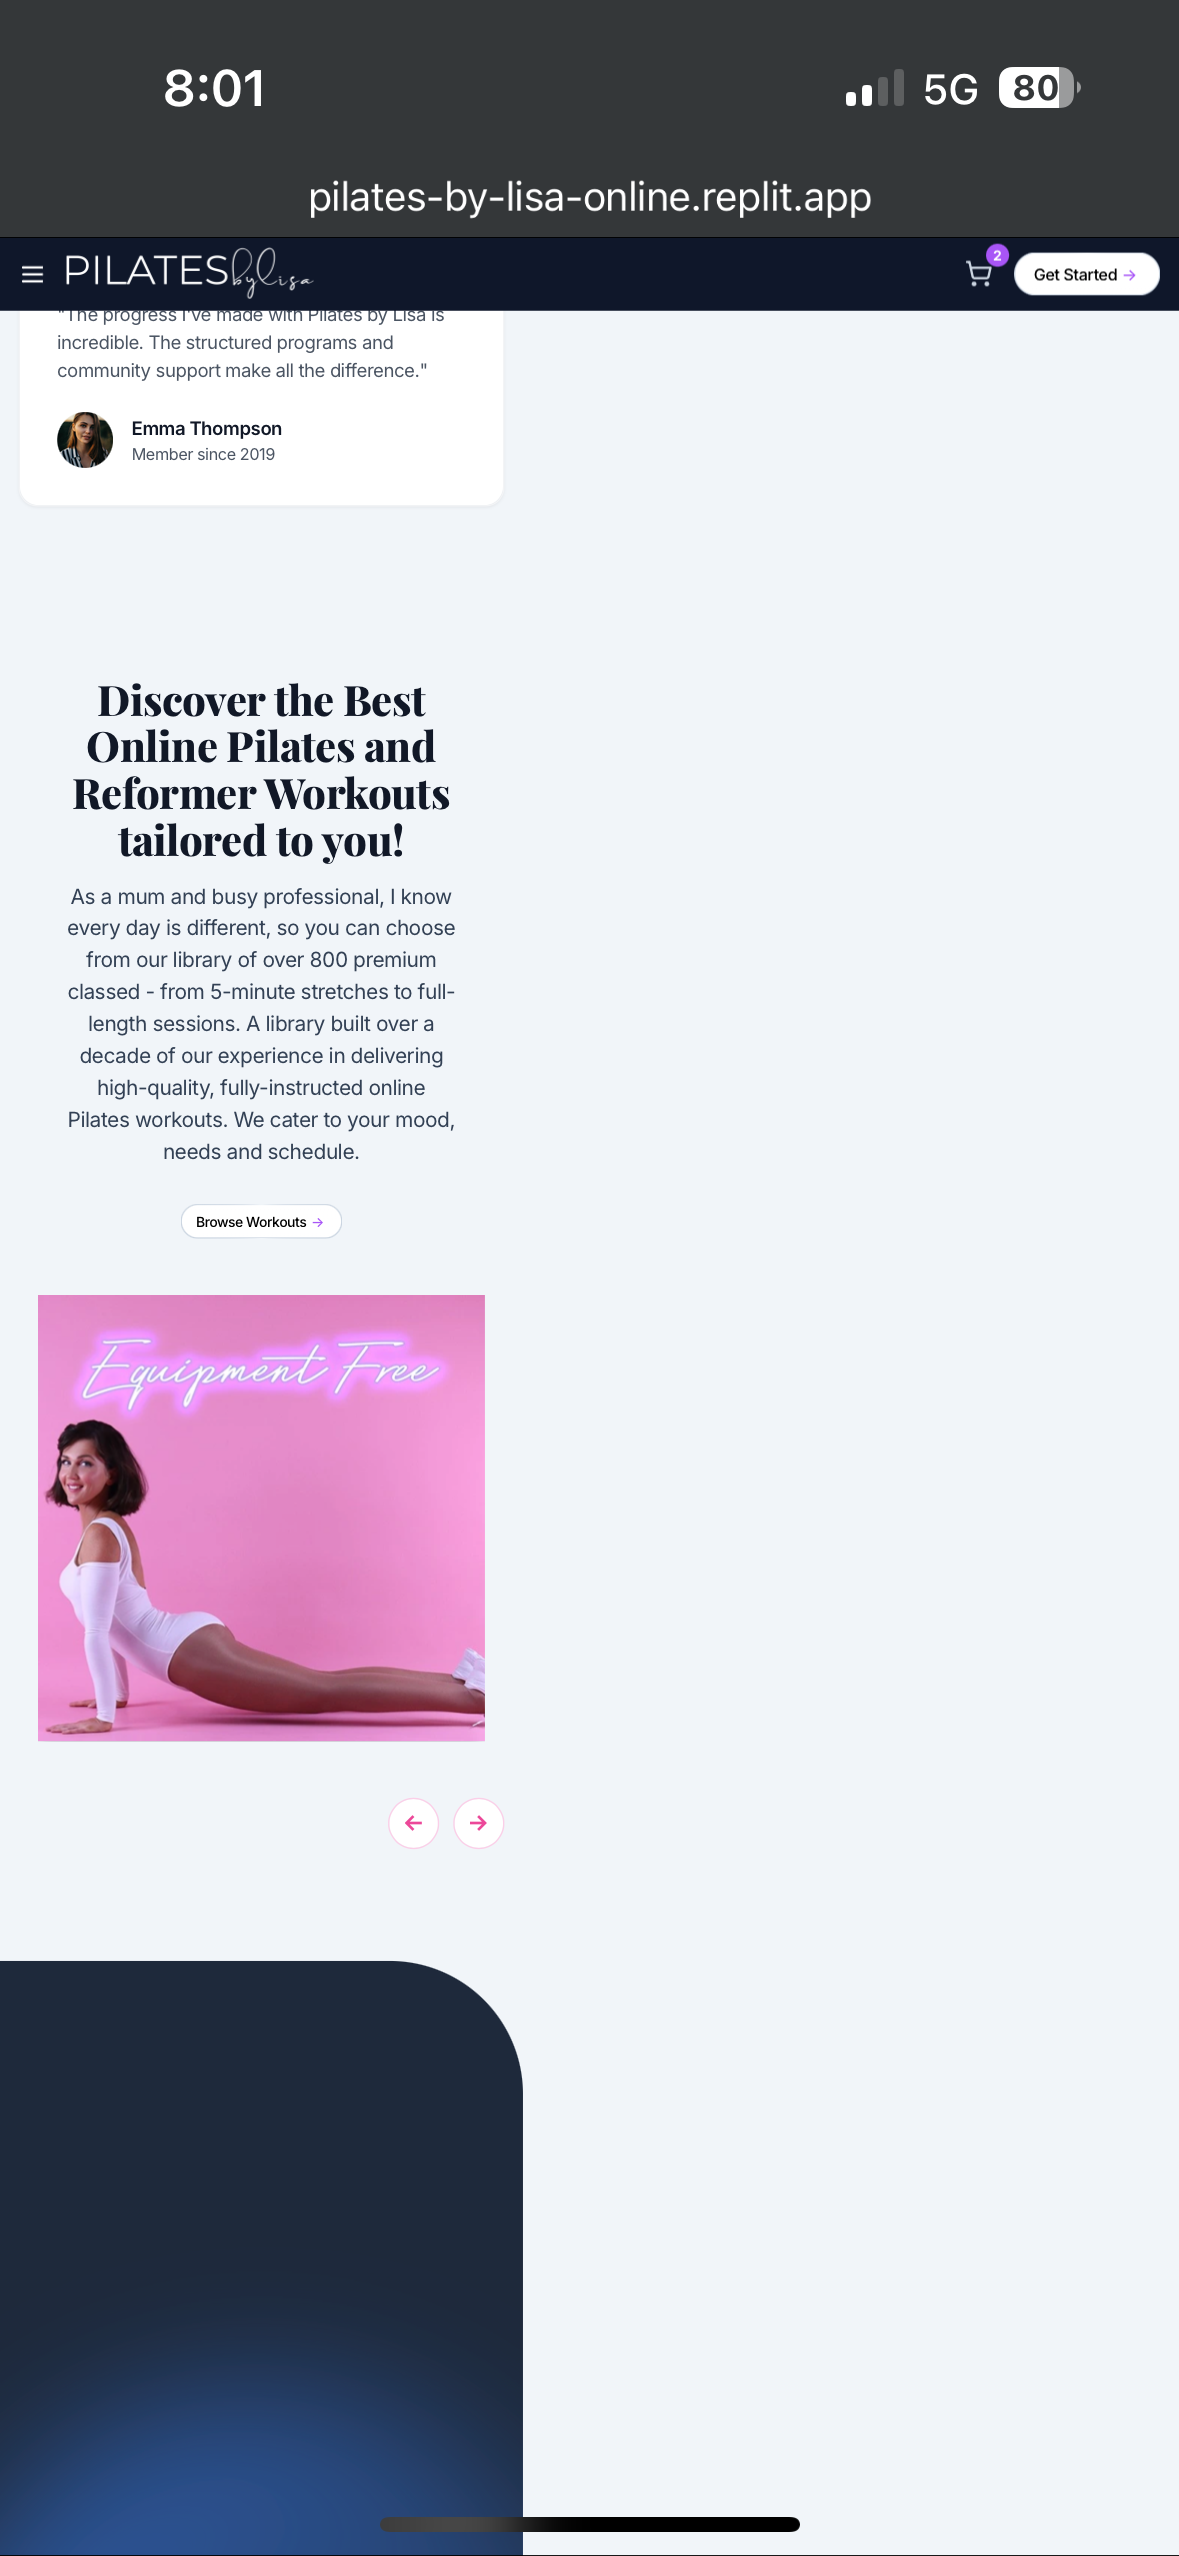 8:01
5G
80
pilates-by-lisa-online.replit.app
PILATES by lisa
2
Get Started →
"The progress I've made with Pilates by Lisa is
incredible. The structured programs and
community support make all the difference."
Emma Thompson
Member since 2019
Discover the Best
Online Pilates and
Reformer Workouts
tailored to you!
As a mum and busy professional, I know
every day is different, so you can choose
from our library of over 800 premium
classed - from 5-minute stretches to full-
length sessions. A library built over a
decade of our experience in delivering
high-quality, fully-instructed online
Pilates workouts. We cater to your mood,
needs and schedule.
Browse Workouts →
Equipment Free